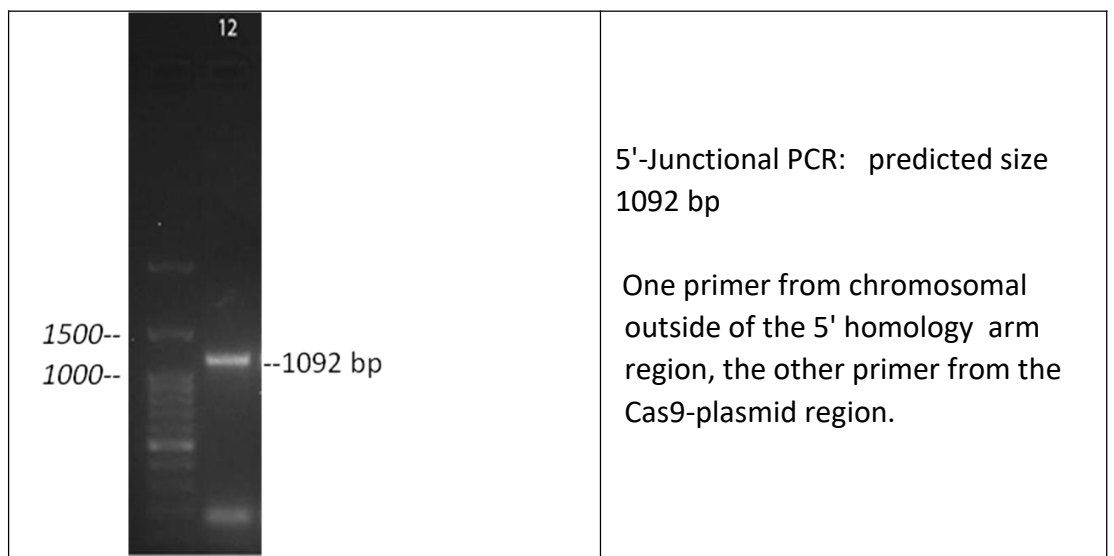 12
1500--
1000--
--1092 bp
5'-Junctional PCR: predicted size
1092 bp
One primer from chromosomal
outside of the 5' homology arm
region, the other primer from the
Cas9-plasmid region.